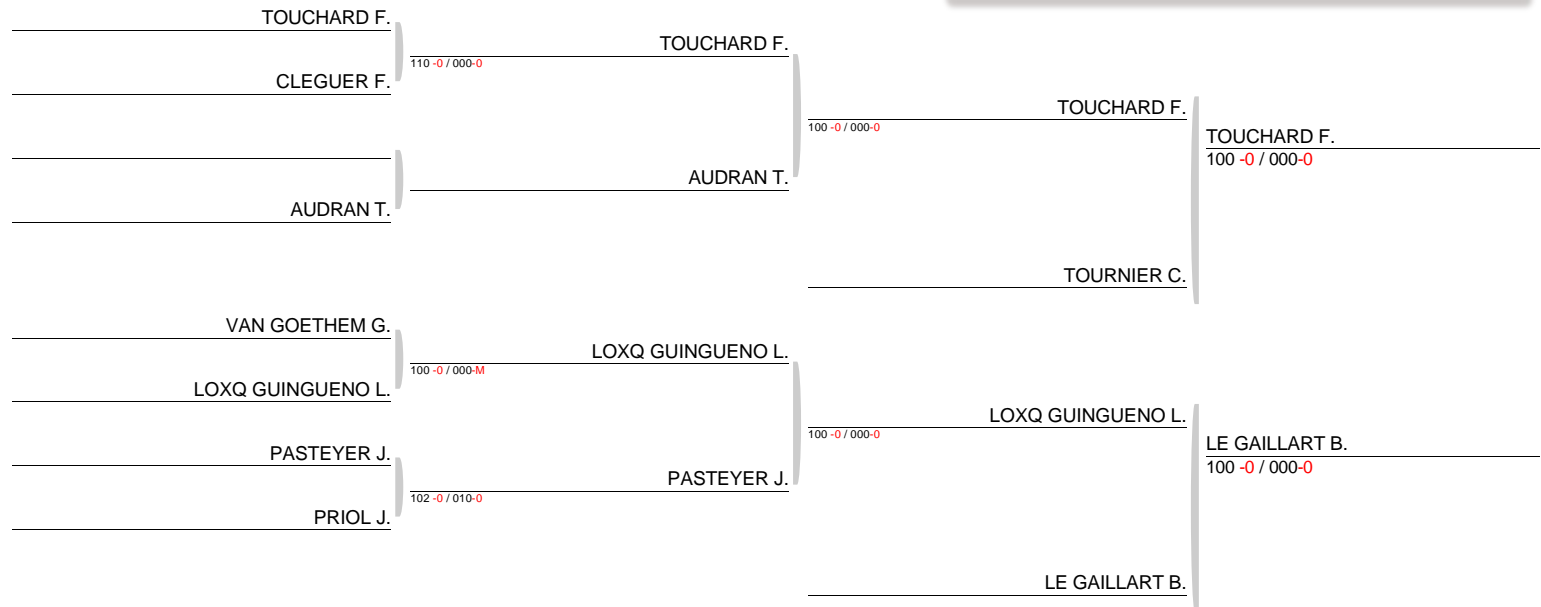 TOUCHARD F.
CLEGUER F.
AUDRAN T.
VAN GOETHEM G.
LOXQ GUINGUENO L.
PASTEYER J.
PRIOL J.
TOUCHARD F.
110 -0 / 000-0
AUDRAN T.
LOXQ GUINGUENO L.
100 -0 / 000-M
PASTEYER J.
102 -0 / 010-0
TOUCHARD F.
100 -0 / 000-0
TOURNIER C.
LOXQ GUINGUENO L.
100 -0 / 000-0
LE GAILLART B.
TOUCHARD F.
100 -0 / 000-0
LE GAILLART B.
100 -0 / 000-0